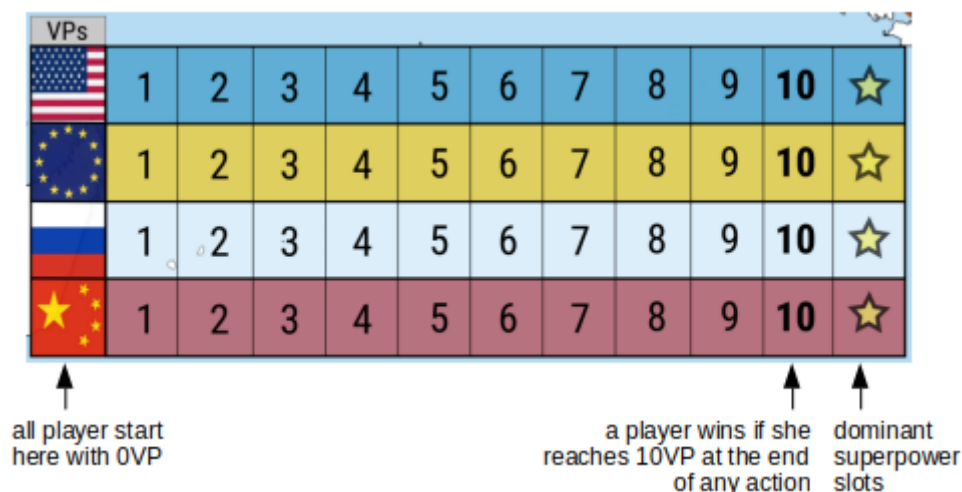 VPs
1 2 3 4 5 6 7 8 9 10
1 2 3 4 5 6 7 8 9 10
1 2 3 4 5 6 7 8 9 10
1 2 3 4 5 6 7 8 9 10
all player start
here with 0VP
a player wins if she
reaches 10VP at the end
of any action
dominant
superpower
slots